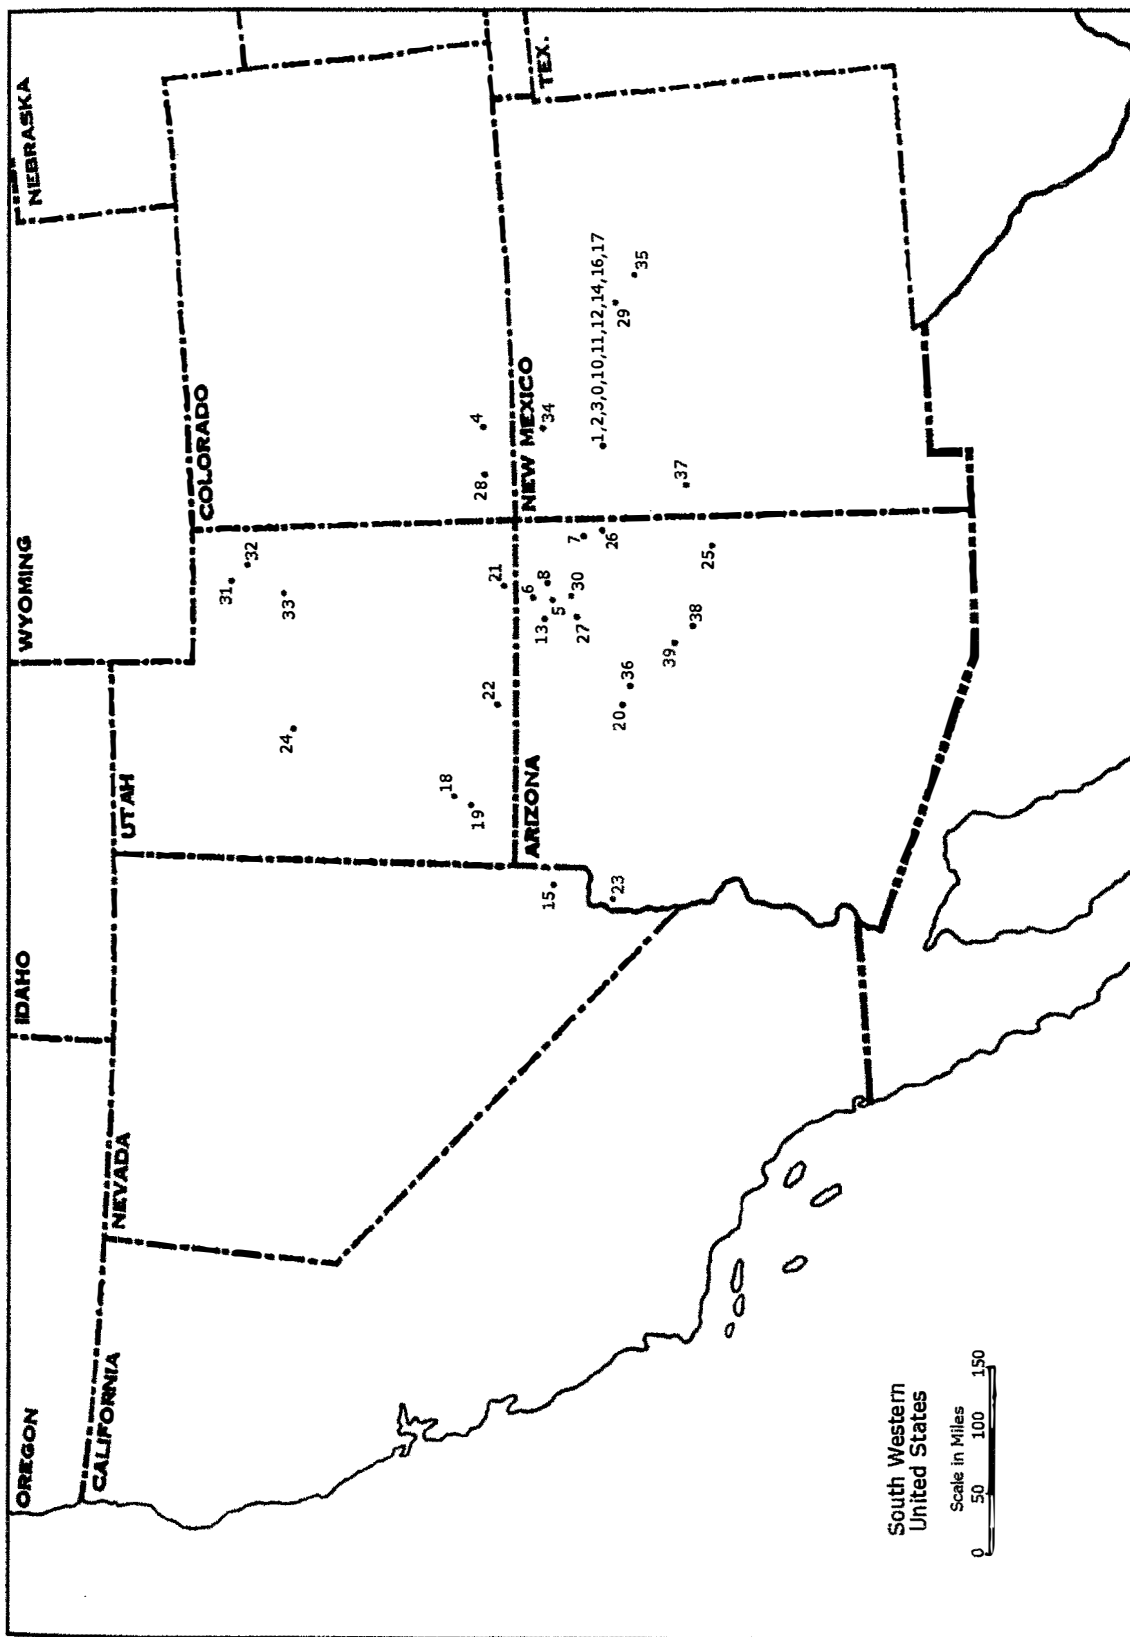 OREGON
IDAHO
WYOMING
NEBRASKA
CALIFORNIA
NEVADA
UTAH
COLORADO
31
32
33
24
18
19
22
21
28
4
ARIZONA
NEW MEXICO
TEX.
15
23
13
6
8
5
30
27
7
26
34
1,2,3,0,10,11,12,14,16,17
29
35
20
36
39
38
25
37
South Western
United States
Scale in Miles
0 50 100 150